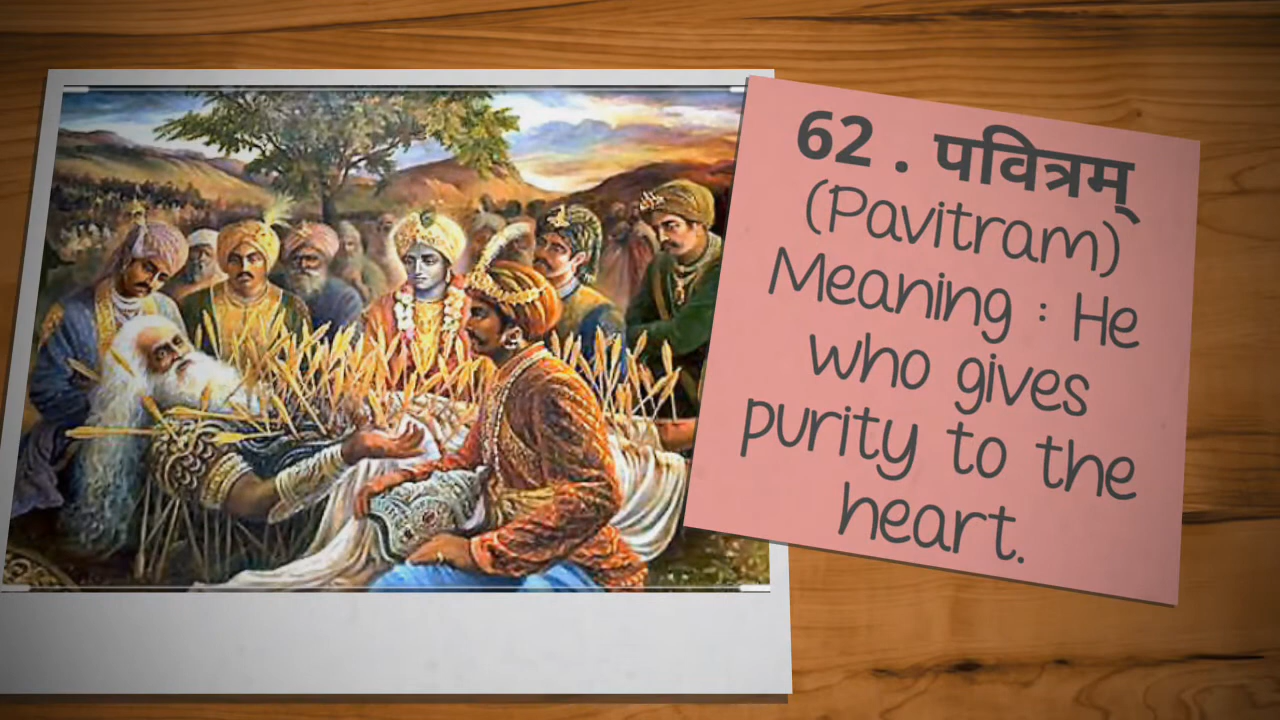 62 . पवित्रम्
(Pavitram)
Meaning : He
who gives
purity to the
heart.